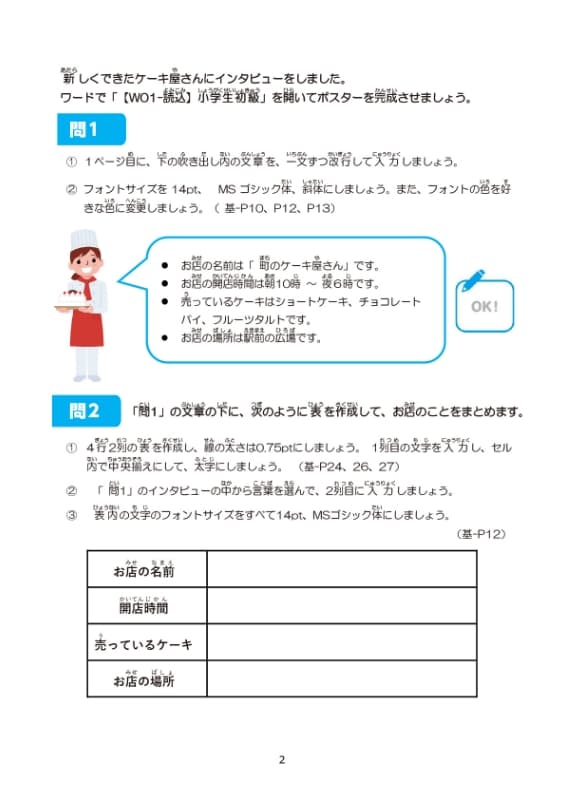 新しくできたケーキ屋さんにインタビューをしました。
ワードで「【W01-読込】小学生初級」を開いてポスターを完成させましょう。
問1
① 1ページ目に、下の吹き出し内の文章を、一文ずつ改行して入力しましょう。
② フォントサイズを 14pt、 MS ゴシック体、斜体にしましょう。また、フォントの色を好
きな色に変更しましょう。（ 基-P10、P12、P13）
● お店の名前は「 町のケーキ屋さん」です。
● お店の開店時間は朝10時 ～ 夜6時です。
● 売っているケーキはショートケーキ、チョコレート
パイ、フルーツタルトです。
● お店の場所は駅前の広場です。
OK!
問2 「問1」の文章の下に、次のように表を作成して、お店のことをまとめます。
① 4行2列の表を作成し、線の太さは0.75ptにしましょう。 1列目の文字を入力し、セル
内で中央揃えにして、太字にしましょう。 （基-P24、26、27）
② 「 問1」のインタビューの中から言葉を選んで、2列目に入力しましょう。
③ 表内の文字のフォントサイズをすべて14pt、MSゴシック体にしましょう。
（基-P12）
お店の名前
開店時間
売っているケーキ
お店の場所
2